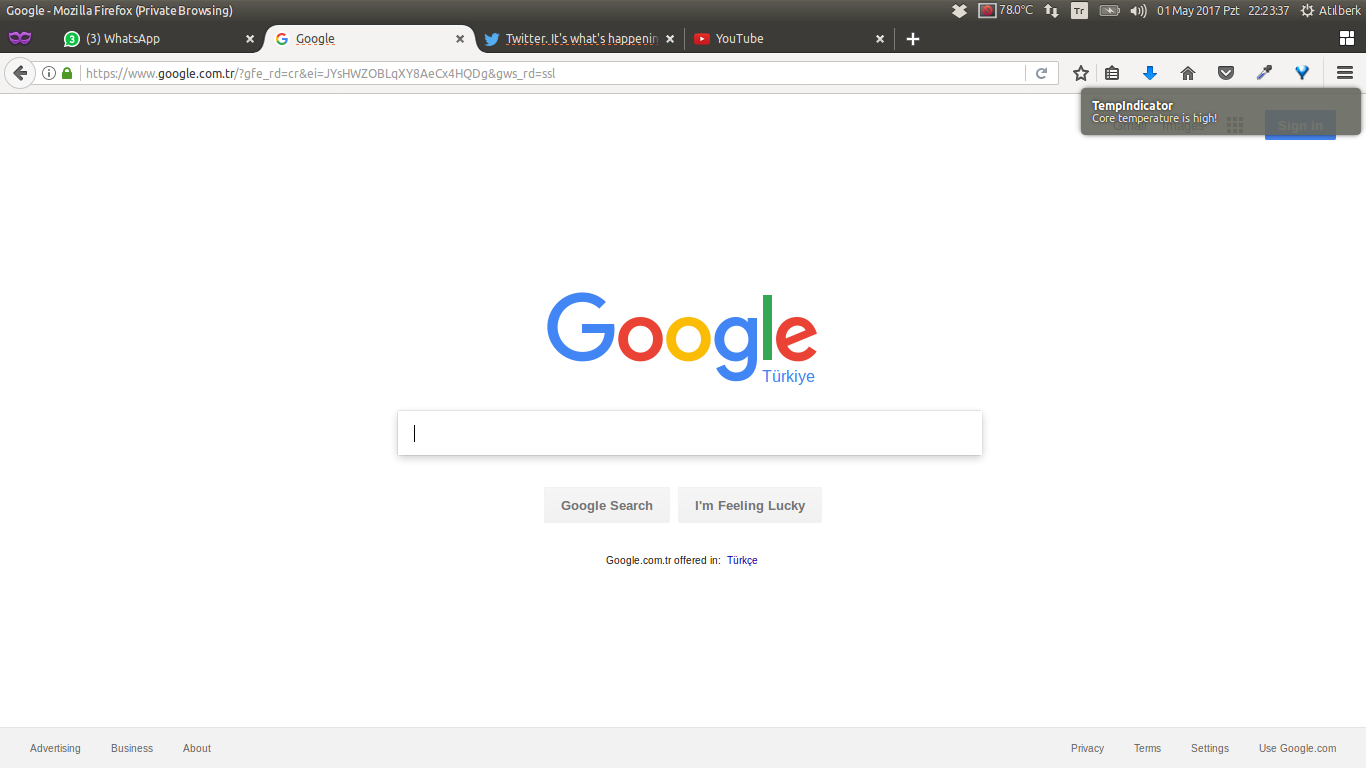 Google - Mozilla Firefox (Private Browsing)
78.0°C
Tr
01 May 2017 Pzt
22:23:37
Atılberk
3
(3) WhatsApp
Google
Twitter. It's what's happenin
YouTube
https://www.google.com.tr/?gfe_rd=cr&ei=JYsHWZOBLqXY8AeCx4HQDg&gws_rd=ssl
TempIndicator
Core temperature is high!
Gmail
Images
Sign in
Google
Türkiye
Google Search
I'm Feeling Lucky
Google.com.tr offered in: Türkçe
Advertising
Business
About
Privacy
Terms
Settings
Use Google.com